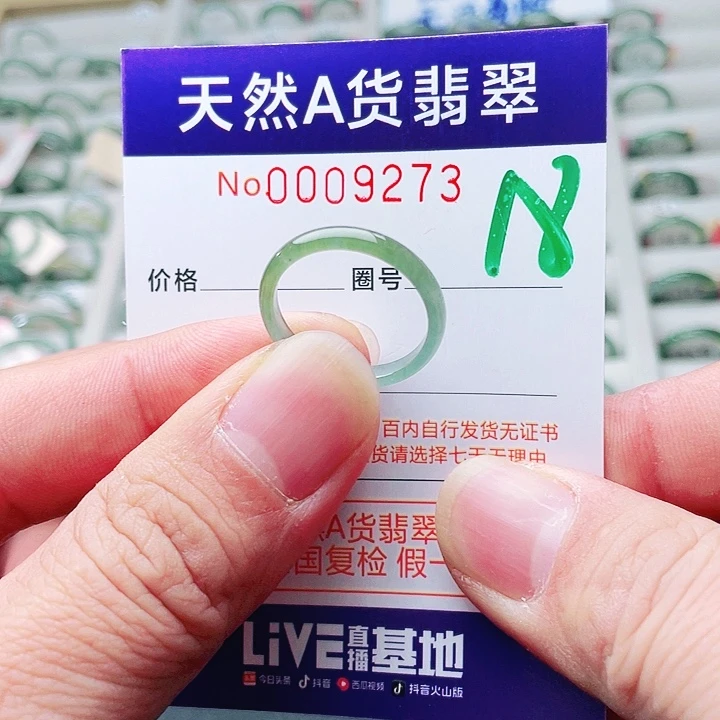 天然A货翡翠
No0009273
价格 圈号
百内自行发货无证书
货请选择七天无理由
A货翡翠
国复检 假一
LiVE直播基地
今日头条 抖音 西瓜视频 抖音火山版